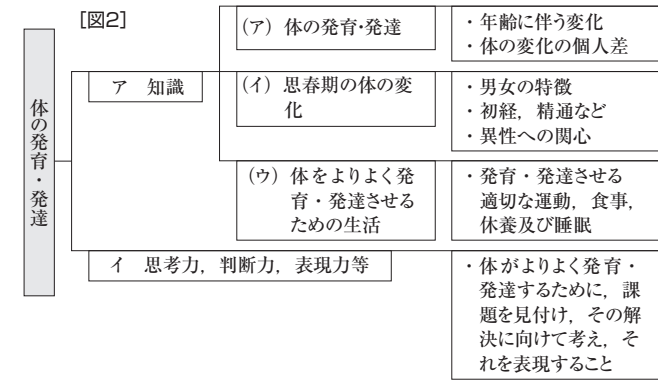 [図2]
体の発育・発達
ア 知識
(ア) 体の発育・発達
・年齢に伴う変化
・体の変化の個人差
(イ) 思春期の体の変
化
・男女の特徴
・初経，精通など
・異性への関心
(ウ) 体をよりよく発
育・発達させる
ための生活
・発育・発達させる
適切な運動，食事，
休養及び睡眠
イ 思考力，判断力，表現力等
・体がよりよく発育・
発達するために，課
題を見付け，その解
決に向けて考え，そ
れを表現すること